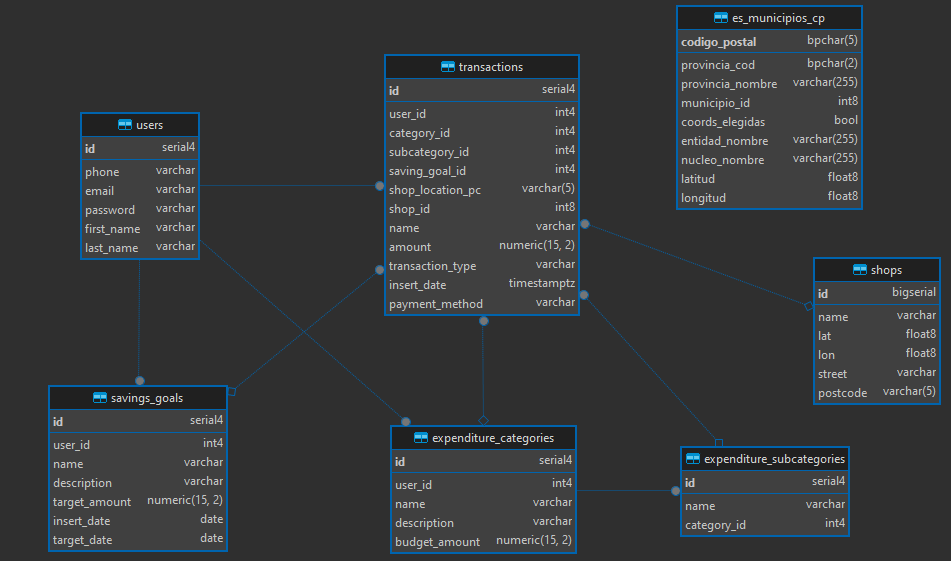 es_municipios_cp
codigo_postal bpchar(5)
provincia_cod bpchar(2)
provincia_nombre varchar(255)
municipio_id int8
coords_elegidas bool
entidad_nombre varchar(255)
nucleo_nombre varchar(255)
latitud float8
longitud float8
transactions
id serial4
user_id int4
category_id int4
subcategory_id int4
saving_goal_id int4
shop_location_pc varchar(5)
shop_id int8
name varchar
amount numeric(15, 2)
transaction_type varchar
insert_date timestamptz
payment_method varchar
users
id serial4
phone varchar
email varchar
password varchar
first_name varchar
last_name varchar
shops
id bigserial
name varchar
lat float8
lon float8
street varchar
postcode varchar(5)
savings_goals
id serial4
user_id int4
name varchar
description varchar
target_amount numeric(15, 2)
insert_date date
target_date date
expenditure_categories
id serial4
user_id int4
name varchar
description varchar
budget_amount numeric(15, 2)
expenditure_subcategories
id serial4
name varchar
category_id int4